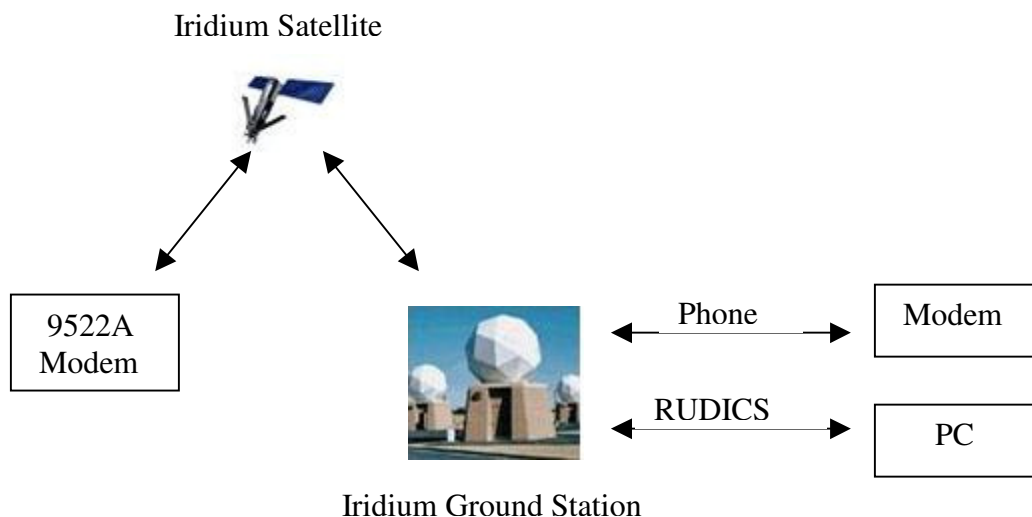 Iridium Satellite
9522A
Modem
Phone
Modem
RUDICS
PC
Iridium Ground Station